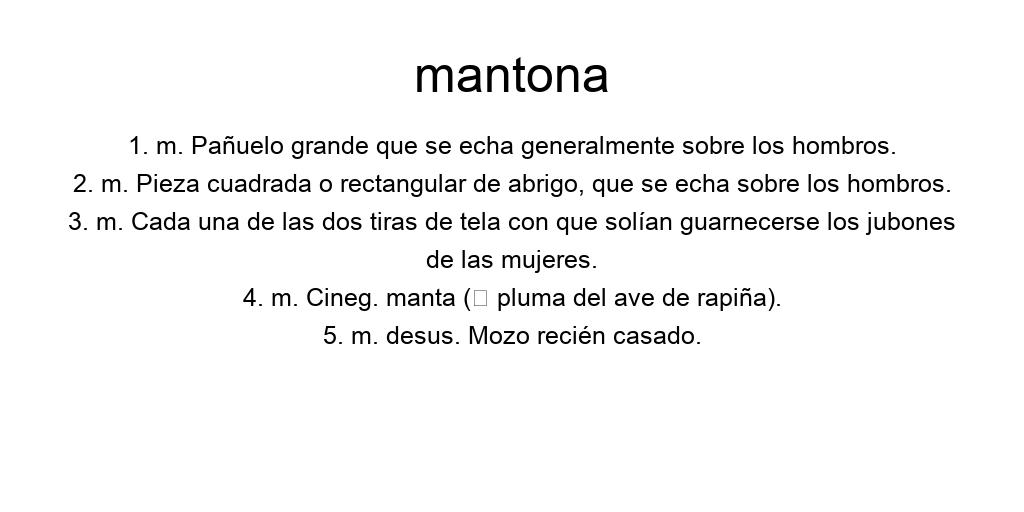 mantona
1. m. Pañuelo grande que se echa generalmente sobre los hombros.
2. m. Pieza cuadrada o rectangular de abrigo, que se echa sobre los hombros.
3. m. Cada una de las dos tiras de tela con que solían guarnecerse los jubones
de las mujeres.
4. m. Cineg. manta (□ pluma del ave de rapiña).
5. m. desus. Mozo recién casado.